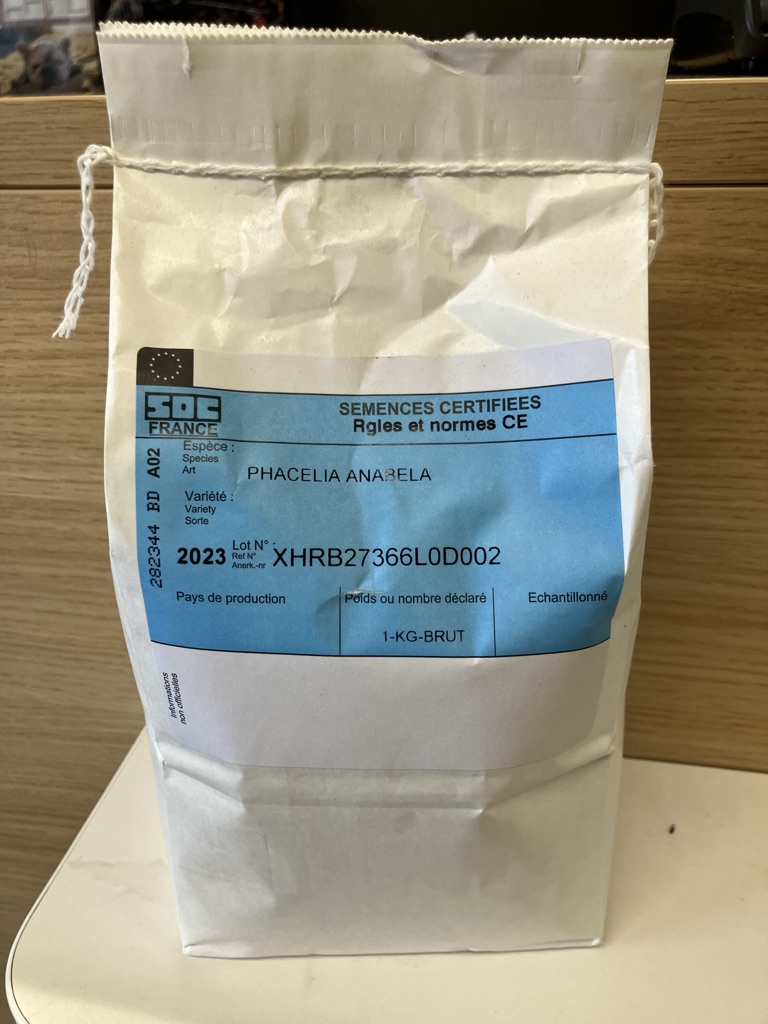 SOC
FRANCE
SEMENCES CERTIFIEES
Rgles et normes CE
282344 BD A02
Espèce :
Species
Art
PHACELIA ANABELA
Variété :
Variety
Sorte
2023
Lot N° :
Ref N°
Anerk.-nr
XHRB27366L0D002
Pays de production
Poids ou nombre déclaré
Echantillonné
1-KG-BRUT
Informations
non officielles